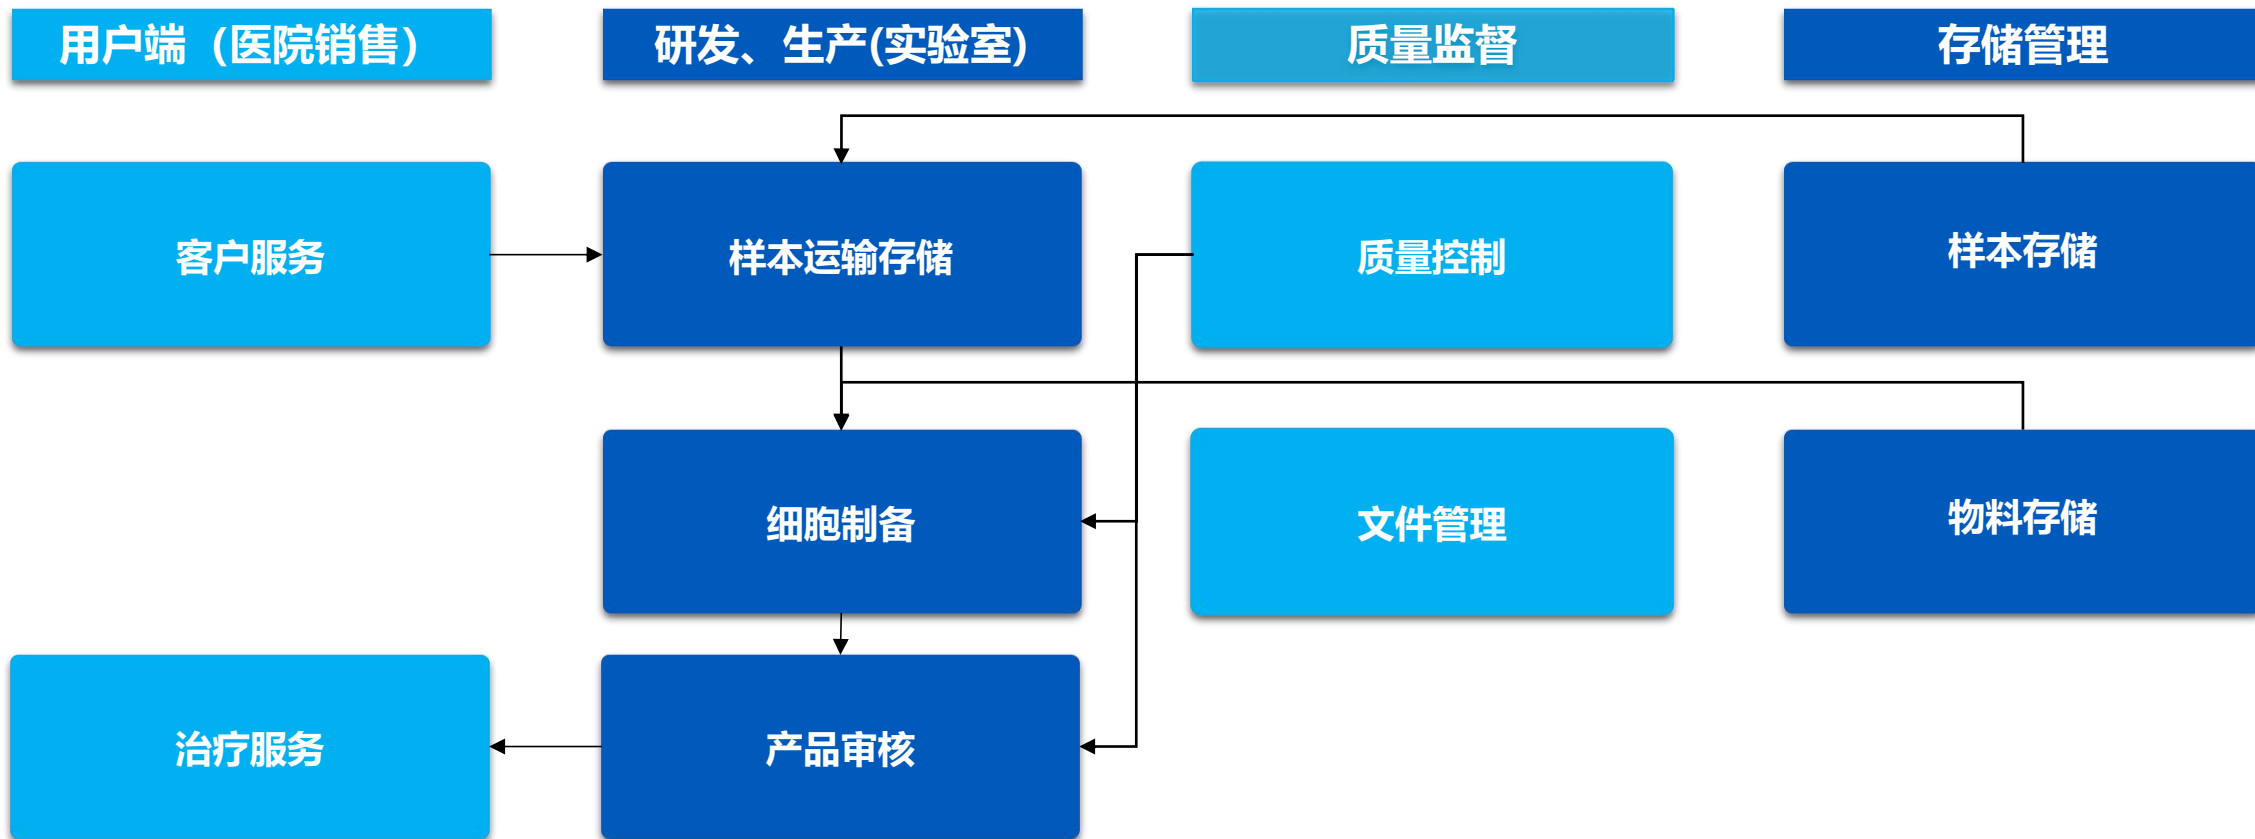 用户端（医院销售）
研发、生产(实验室)
质量监督
存储管理
客户服务
样本运输存储
质量控制
样本存储
细胞制备
文件管理
物料存储
治疗服务
产品审核